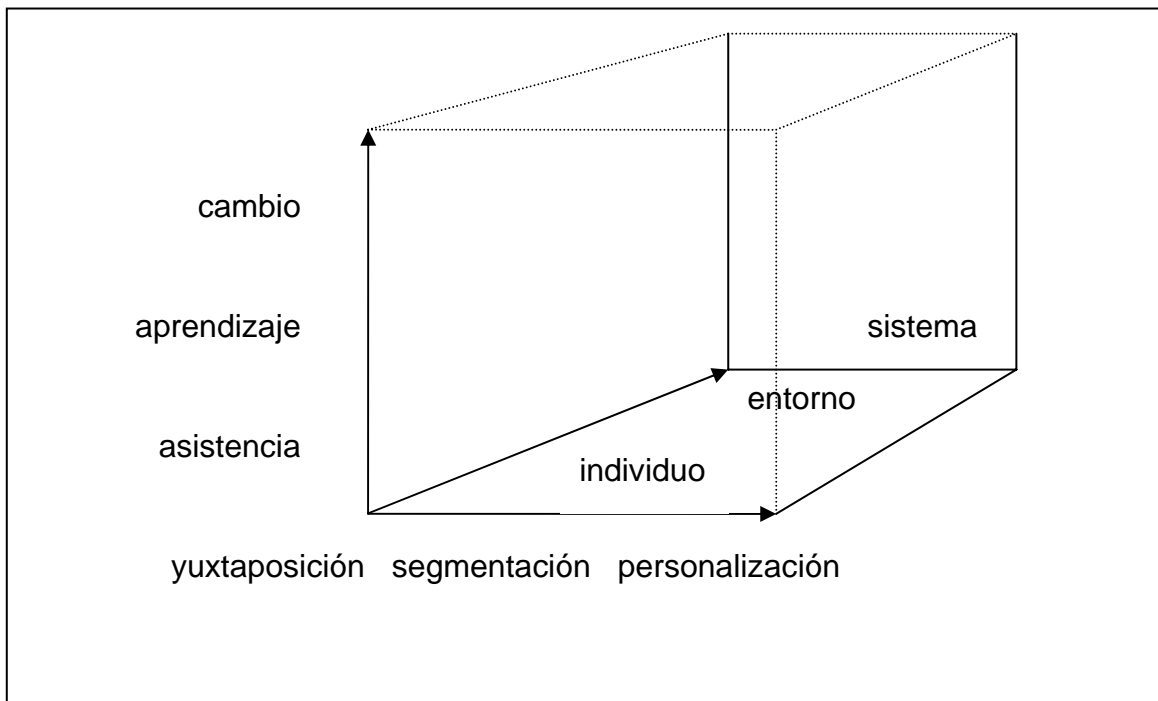 cambio
aprendizaje
sistema
entorno
asistencia
individuo
yuxtaposición segmentación personalización